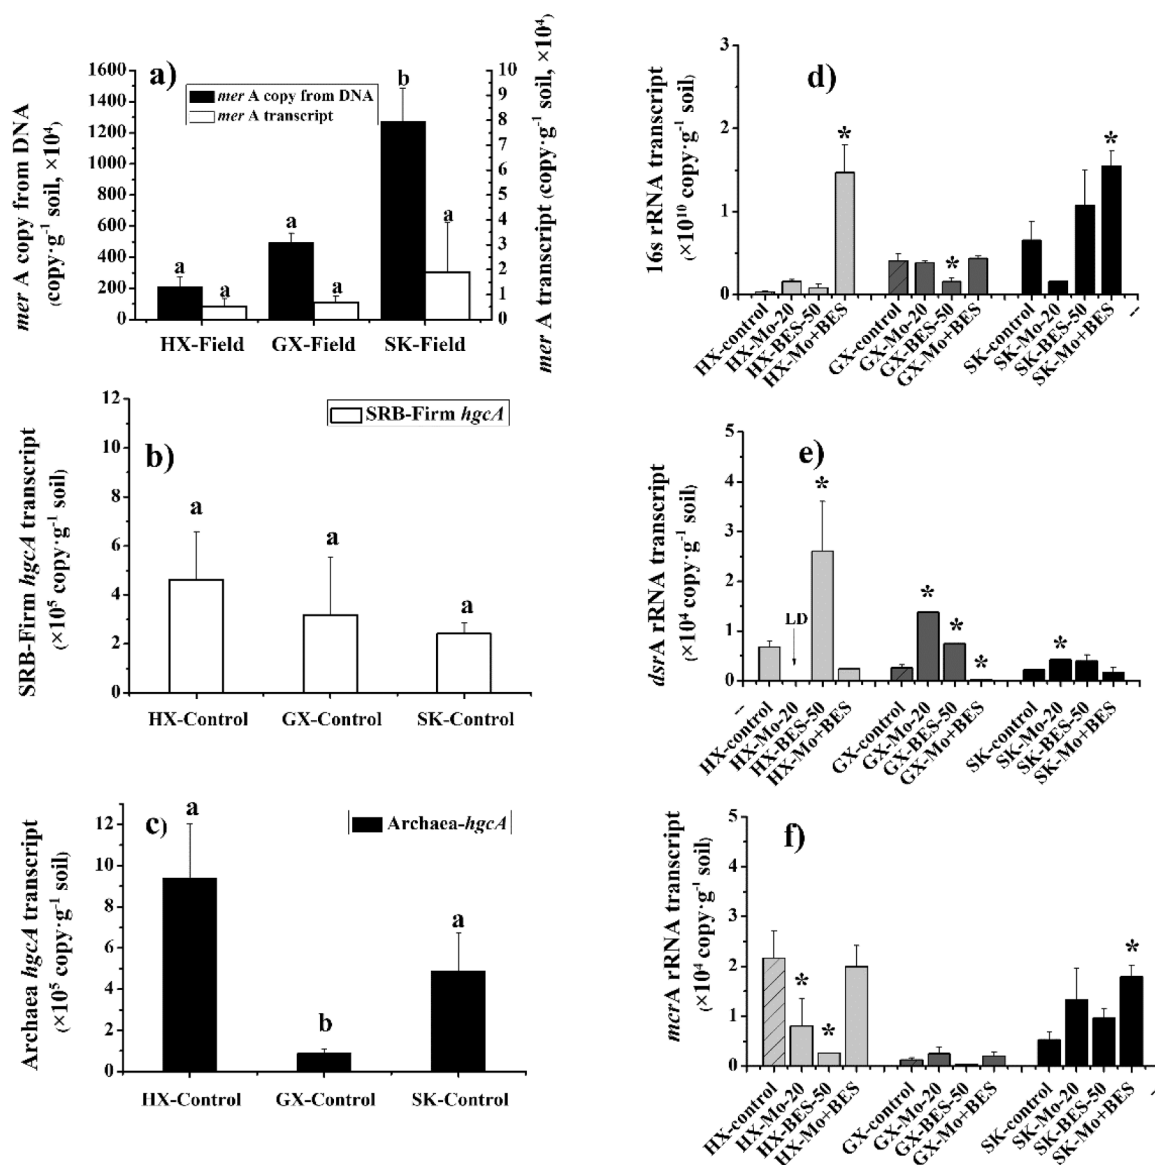 a)
mer A copy from DNA
(copy·g⁻¹ soil, ×10⁴)
1600
1400
1200
1000
800
600
400
200
0
mer A copy from DNA
mer A transcript
a
a
a
a
b
a
10
9
8
7
6
5
4
3
2
1
0
mer A transcript (copy·g⁻¹ soil, ×10⁴)
HX-Field
GX-Field
SK-Field
b)
SRB-Firm hgcA transcript
(×10⁵ copy·g⁻¹ soil)
12
10
8
6
4
2
0
SRB-Firm hgcA
a
a
a
HX-Control
GX-Control
SK-Control
c)
Archaea hgcA transcript
(×10⁵ copy·g⁻¹ soil)
12
10
8
6
4
2
0
Archaea-hgcA
a
b
a
HX-Control
GX-Control
SK-Control
d)
16s rRNA transcript
(×10¹⁰ copy·g⁻¹ soil)
3
2
1
0
*
*
*
HX-control
HX-Mo-20
HX-BES-50
HX-Mo+BES
GX-control
GX-Mo-20
GX-BES-50
GX-Mo+BES
SK-control
SK-Mo-20
SK-BES-50
SK-Mo+BES
--
e)
dsrA rRNA transcript
(×10⁴ copy·g⁻¹ soil)
5
4
3
2
1
0
LD
*
*
*
*
*
--
HX-control
HX-Mo-20
HX-BES-50
HX-Mo+BES
GX-control
GX-Mo-20
GX-BES-50
GX-Mo+BES
SK-control
SK-Mo-20
SK-BES-50
SK-Mo+BES
f)
mcrA rRNA transcript
(×10⁴ copy·g⁻¹ soil)
5
4
3
2
1
0
*
*
*
HX-control
HX-Mo-20
HX-BES-50
HX-Mo+BES
GX-control
GX-Mo-20
GX-BES-50
GX-Mo+BES
SK-control
SK-Mo-20
SK-BES-50
SK-Mo+BES
--